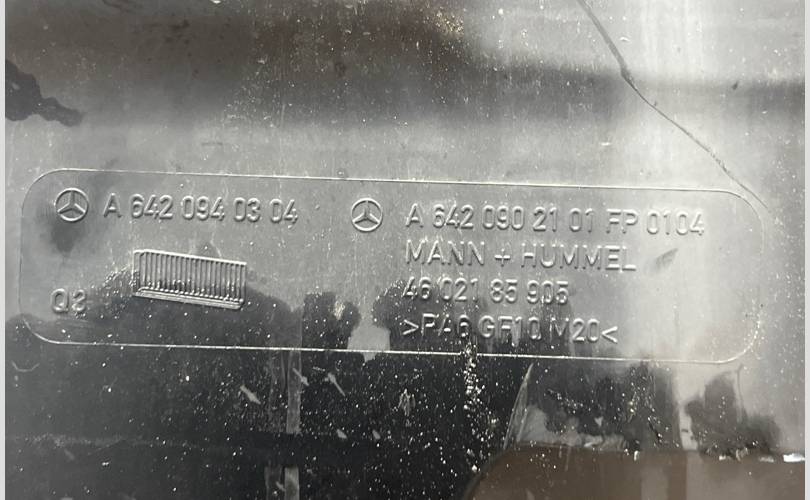 A 642 094 03 04
Q3
A 642 090 21 01 FP 0104
MANN + HUMMEL
46 021 85 905
>PA6 GF10 M20<